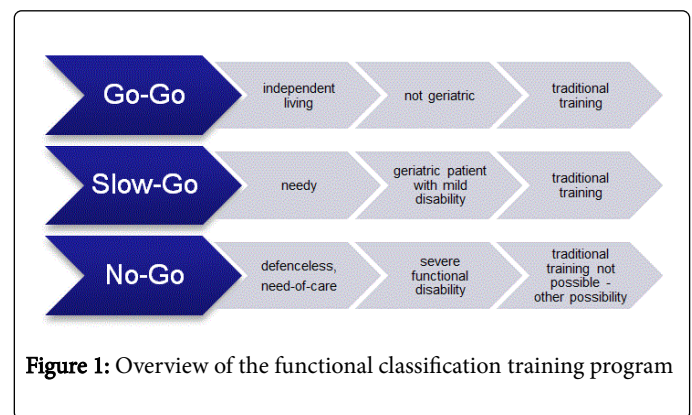 Go-Go
independent
living
not geriatric
traditional
training
Slow-Go
needy
geriatric patient
with mild
disability
traditional
training
No-Go
defenceless,
need-of-care
severe
functional
disability
traditional
training not
possible -
other possibility
Figure 1: Overview of the functional classification training program